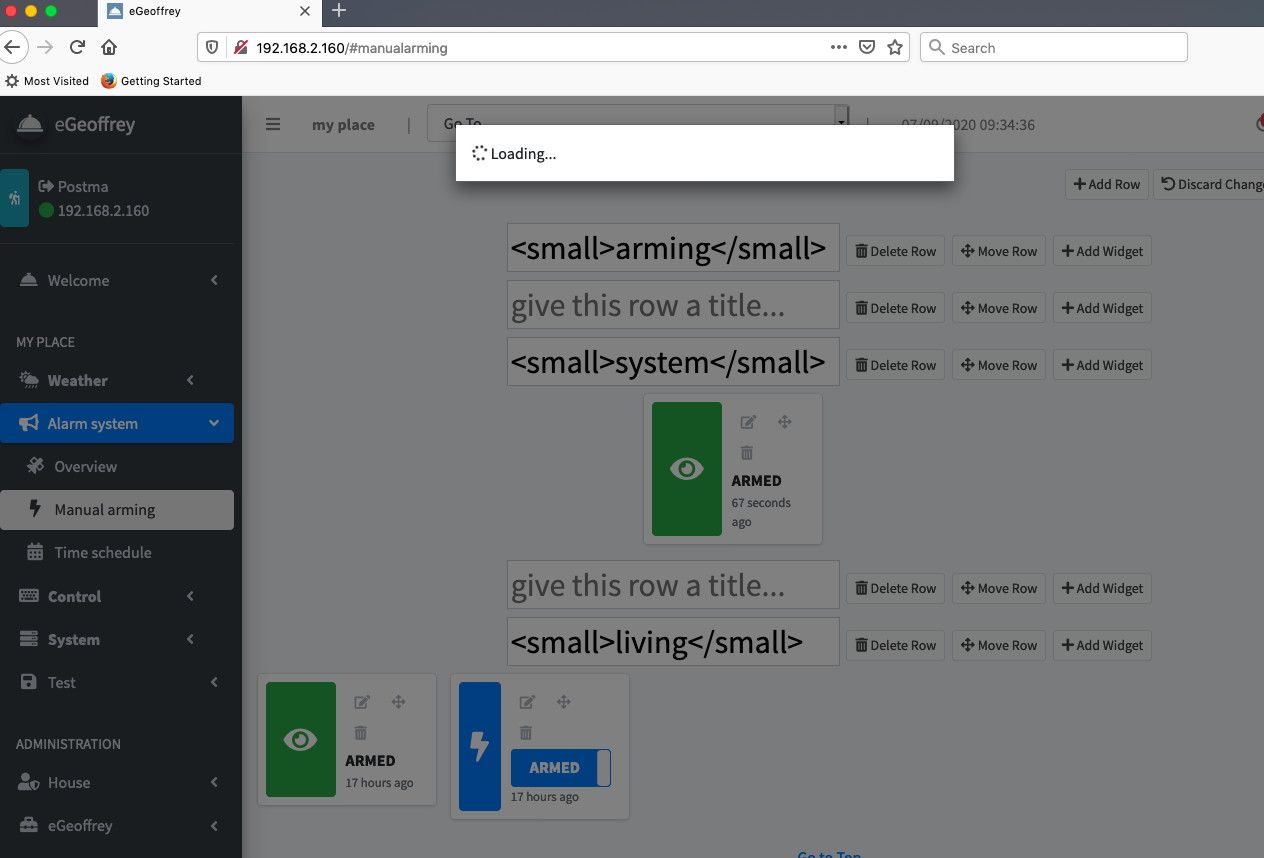 eGeoffrey
192.168.2.160/#manualarming
Search
Most Visited
Getting Started
eGeoffrey
my place
|
Go To
|
07/09/2020 09:34:36
Loading...
Postma
192.168.2.160
Add Row
Discard Chang
Welcome
<small>arming</small>
Delete Row
Move Row
Add Widget
give this row a title...
Delete Row
Move Row
Add Widget
MY PLACE
Weather
<small>system</small>
Delete Row
Move Row
Add Widget
Alarm system
Overview
Manual arming
Time schedule
Control
System
Test
ARMED
67 seconds
ago
give this row a title...
Delete Row
Move Row
Add Widget
<small>living</small>
Delete Row
Move Row
Add Widget
ARMED
17 hours ago
ARMED
17 hours ago
ADMINISTRATION
House
eGeoffrey
Go to Top